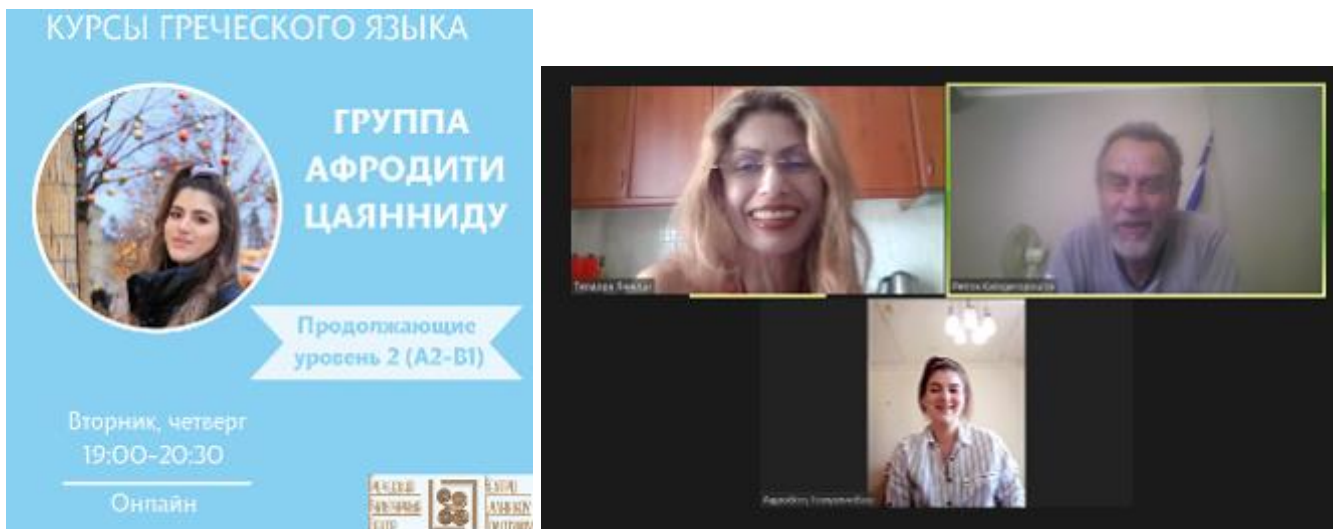 КУРСЫ ГРЕЧЕСКОГО ЯЗЫКА
ГРУППА
АФРОДИТИ
ЦАЯННИДУ
Продолжающие
уровень 2 (А2-В1)
Вторник, четверг
19:00-20:30
Онлайн